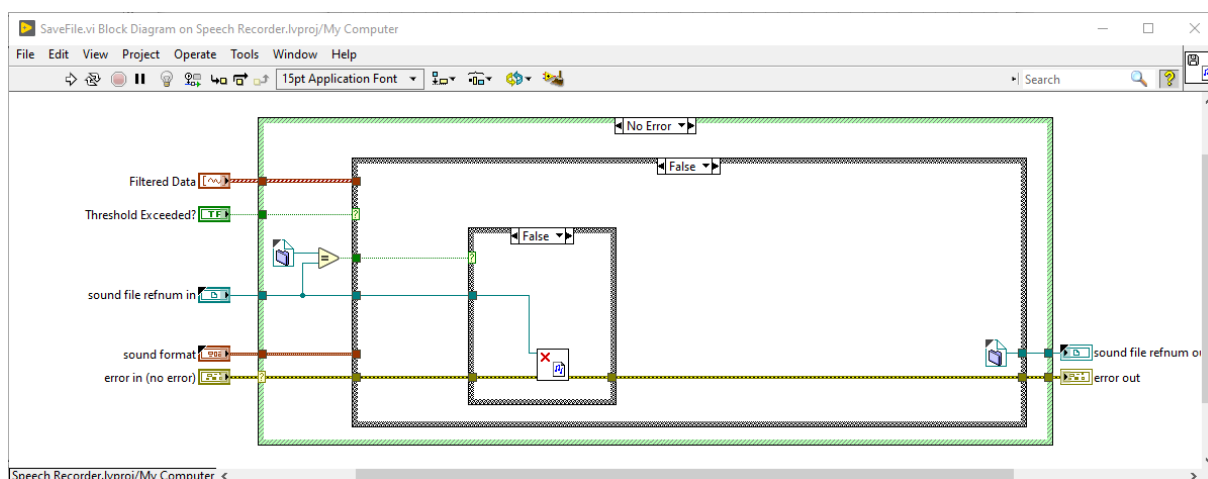 SaveFile.vi Block Diagram on Speech Recorder.lvproj/My Computer
File Edit View Project Operate Tools Window Help
15pt Application Font
Search
No Error
False
Filtered Data
Threshold Exceeded?
TF
False
sound file refnum in
sound format
error in (no error)
sound file refnum ou
error out
Speech Recorder.lvproj/My Computer